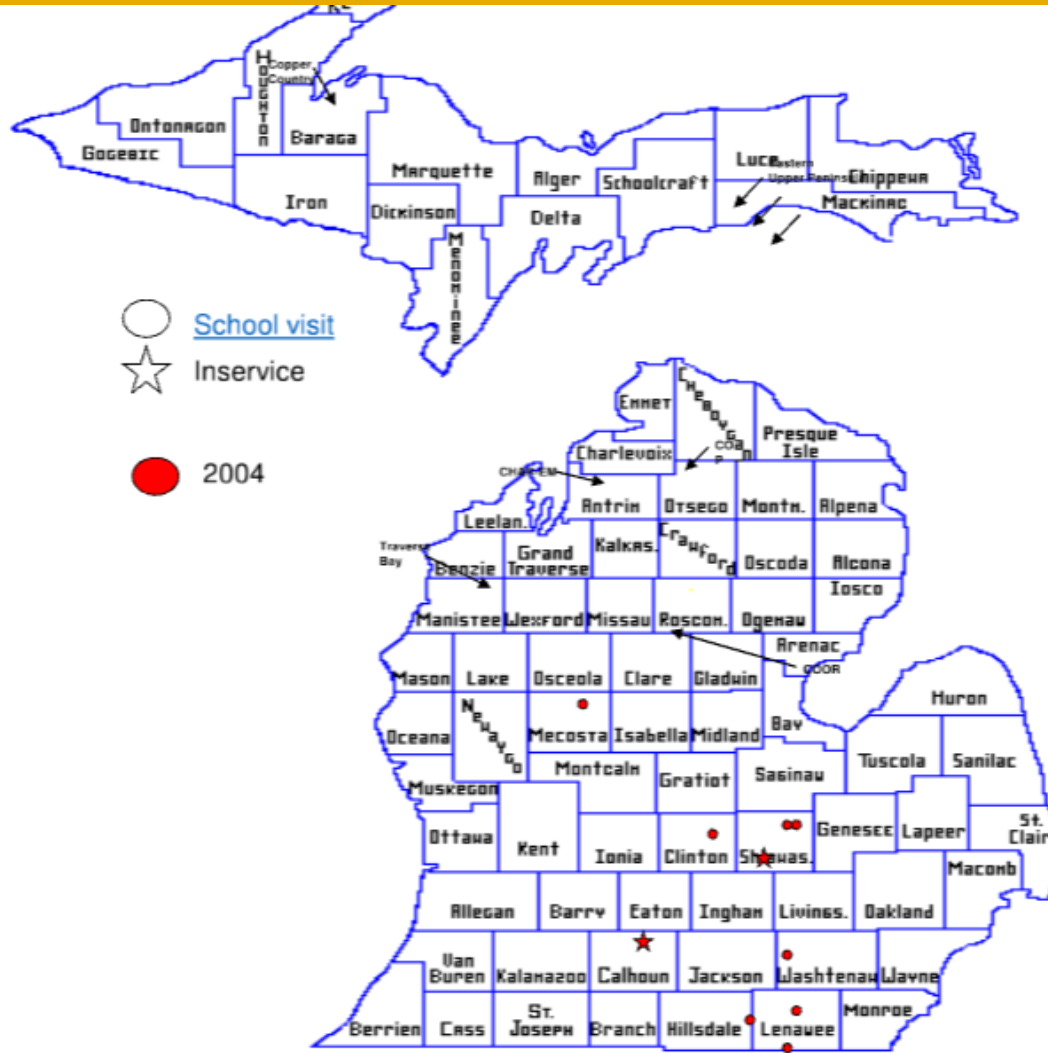 Houghton
Copper
Country
Ontonagon
Baraga
Gogebic
Marquette
Alger
Schoolcraft
Luce
Eastern
Upper Penins
Chippewa
Mackinac
Iron
Dickinson
Delta
Menominee
School visit
Inservice
2004
Emmet
Cheboygan
Presque
Isle
Charlevoix
CO
P
CHAR-EM
Antrim
Otsego
Montm.
Alpena
Leelan.
Kalkas.
Crawford
Traverse
Bay
Benzie
Grand
Traverse
Oscoda
Alcona
Iosco
Manistee
Wexford
Missau
Roscom.
Ogemaw
Arenac
COOR
Mason
Lake
Osceola
Clare
Gladwin
Huron
Oceana
Newaygo
Mecosta
Isabella
Midland
Bay
Tuscola
Sanilac
Montcalm
Gratiot
Saginaw
Muskegon
Ottawa
Kent
Ionia
Clinton
Shiawas.
Genesee
Lapeer
St.
Clair
Macomb
Allegan
Barry
Eaton
Ingham
Livings.
Oakland
Van
Buren
Kalamazoo
Calhoun
Jackson
Washtenaw
Wayne
Berrien
Cass
St.
Joseph
Branch
Hillsdale
Lenawee
Monroe